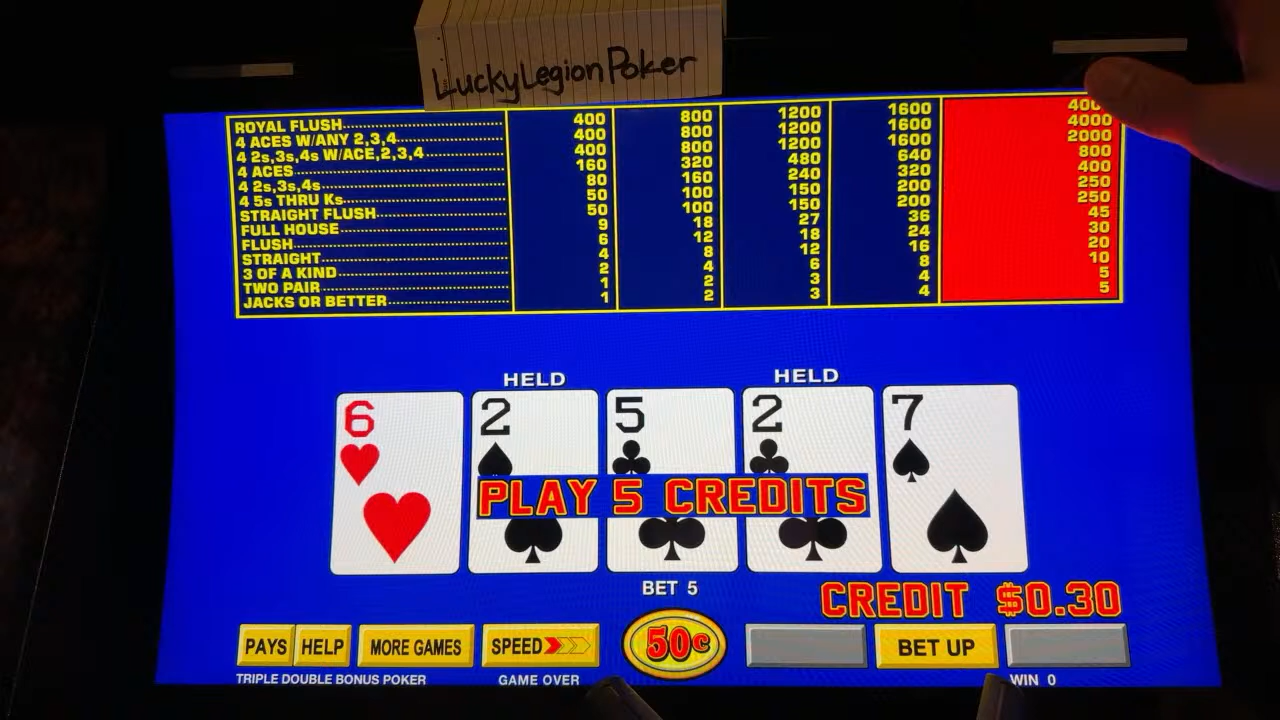 LuckyLegionPoker
ROYAL FLUSH 400 800 1200 1600 400
4 ACES W/ANY 2,3,4 400 800 1200 1600 4000
4 2s,3s,4s W/ACE,2,3,4 400 800 1200 1600 2000
4 ACES 160 320 480 640 800
4 2s,3s,4s 80 160 240 320 400
4 5s THRU Ks 50 100 150 200 250
STRAIGHT FLUSH 50 100 150 200 250
FULL HOUSE 9 18 27 36 45
FLUSH 6 12 18 24 30
STRAIGHT 4 8 12 16 20
3 OF A KIND 2 4 6 8 10
TWO PAIR 1 2 3 4 5
JACKS OR BETTER 1 2 3 4 5
HELD HELD
6 2 5 2 7
PLAY 5 CREDITS
BET 5
CREDIT $0.30
PAYS HELP MORE GAMES SPEED 50¢ BET UP
TRIPLE DOUBLE BONUS POKER GAME OVER WIN 0